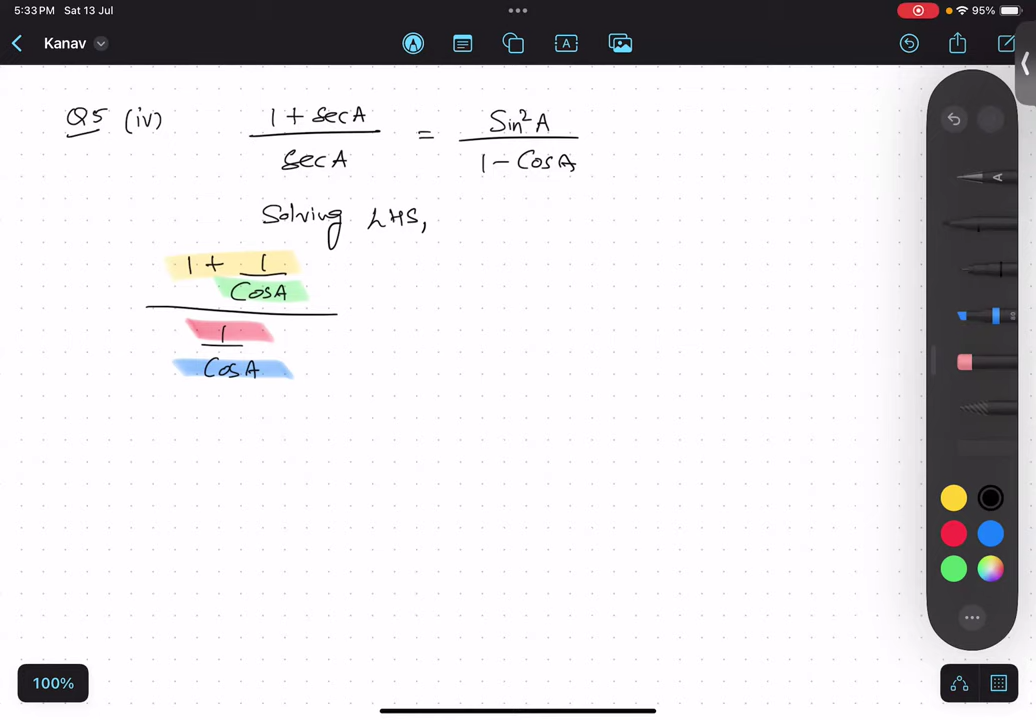 5:33 PM Sat 13 Jul 95%
Kanav
A
Q5 (iv) 1 + secA / secA = Sin²A / 1 - CosA
Solving LHS,
1 + 1
CosA
1
CosA
100%